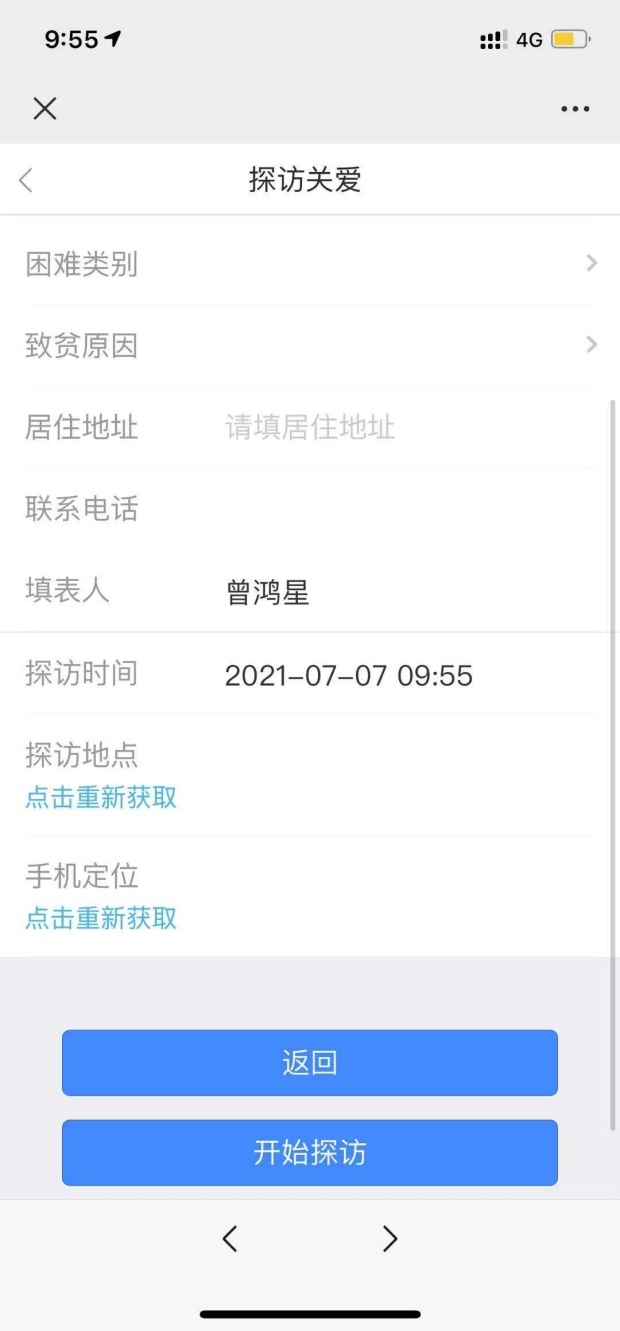 9:55
4G
探访关爱
困难类别
致贫原因
居住地址 请填居住地址
联系电话
填表人 曾鸿星
探访时间 2021-07-07 09:55
探访地点
点击重新获取
手机定位
点击重新获取
返回
开始探访